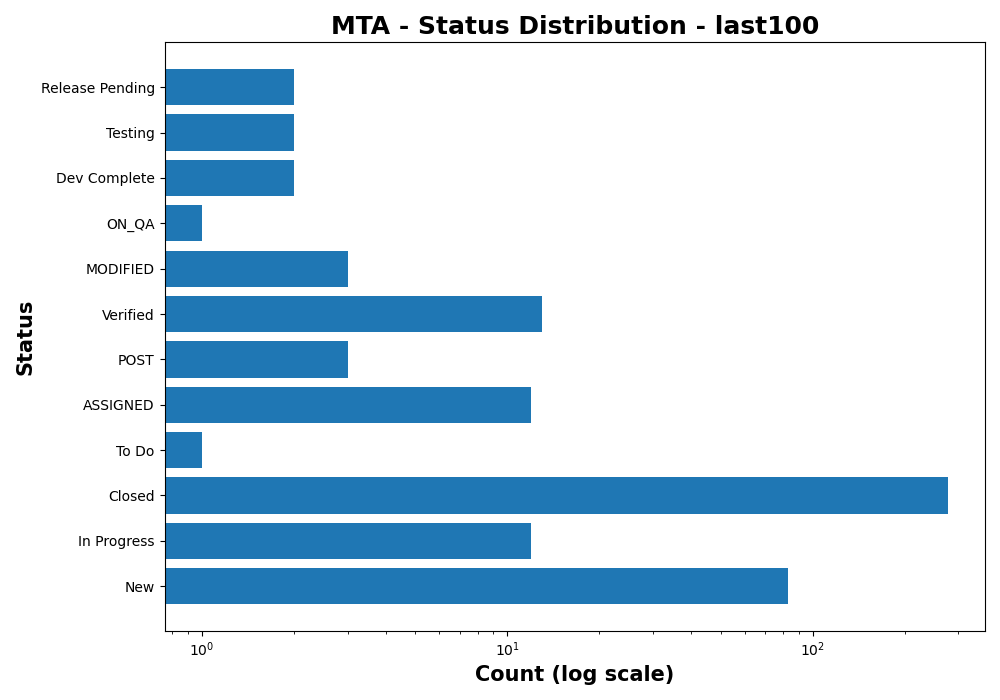 MTA - Status Distribution - last100
Release Pending
Testing
Dev Complete
ON_QA
MODIFIED
Verified
POST
ASSIGNED
To Do
Closed
In Progress
New
Status
10⁰ 10¹ 10²
Count (log scale)